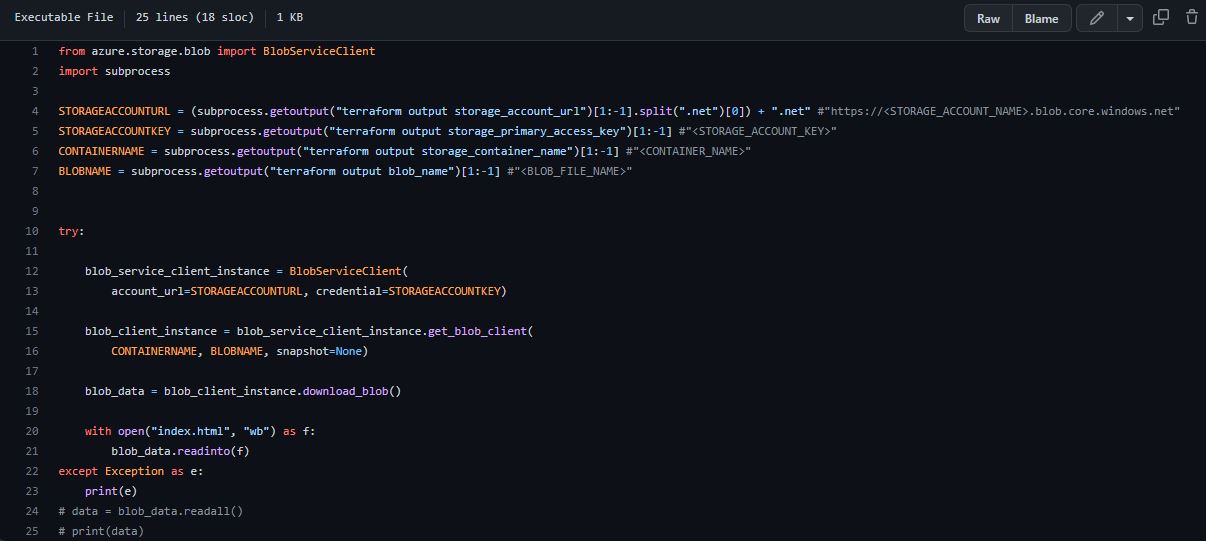 Executable File 25 lines (18 sloc) 1 KB Raw Blame
1 from azure.storage.blob import BlobServiceClient
2 import subprocess
3
4 STORAGEACCOUNTURL = (subprocess.getoutput("terraform output storage_account_url")[1:-1].split(".net")[0]) + ".net" #"https://<STORAGE_ACCOUNT_NAME>.blob.core.windows.net"
5 STORAGEACCOUNTKEY = subprocess.getoutput("terraform output storage_primary_access_key")[1:-1] #"<STORAGE_ACCOUNT_KEY>"
6 CONTAINERNAME = subprocess.getoutput("terraform output storage_container_name")[1:-1] #"<CONTAINER_NAME>"
7 BLOBNAME = subprocess.getoutput("terraform output blob_name")[1:-1] #"<BLOB_FILE_NAME>"
8
9
10 try:
11
12     blob_service_client_instance = BlobServiceClient(
13         account_url=STORAGEACCOUNTURL, credential=STORAGEACCOUNTKEY)
14
15     blob_client_instance = blob_service_client_instance.get_blob_client(
16         CONTAINERNAME, BLOBNAME, snapshot=None)
17
18     blob_data = blob_client_instance.download_blob()
19
20     with open("index.html", "wb") as f:
21         blob_data.readinto(f)
22 except Exception as e:
23     print(e)
24 # data = blob_data.readall()
25 # print(data)